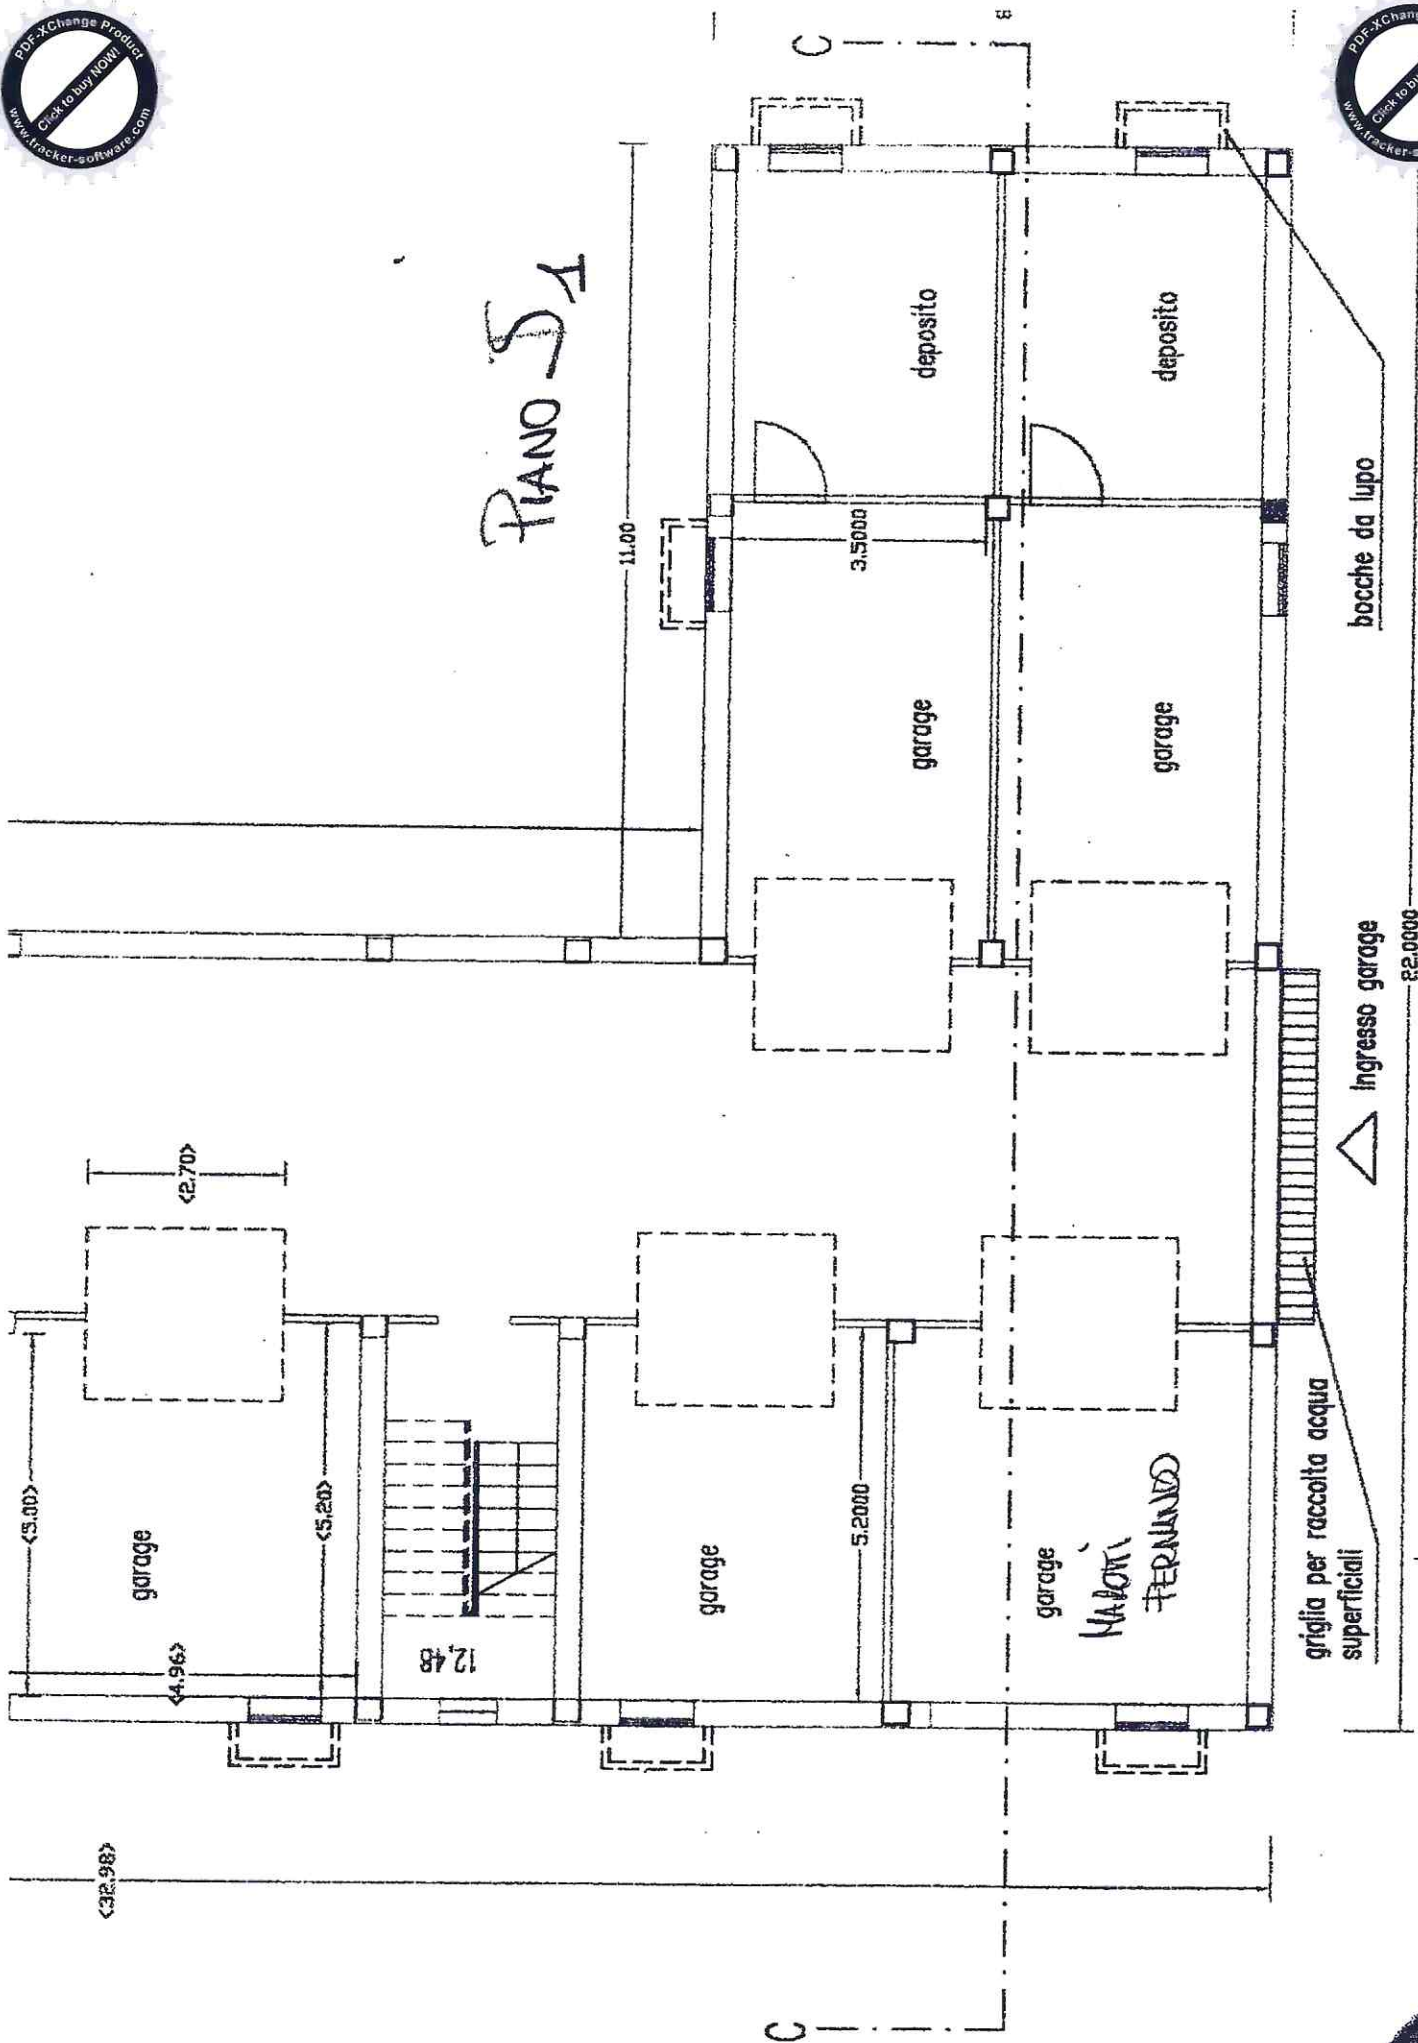 PDF-XChange Product
Click to buy NOW!
www.tracker-software.com
C
8
PIANO S1
11.00
deposito
deposito
3.5000
bocche da lupo
garage
garage
Ingresso garage
22.0000
<2.70>
<5.00>
<5.20>
garage
<4.96>
12,48
garage
5.2000
garage
FERNANDO
griglia per raccolta acqua
superficiali
<32.98>
C